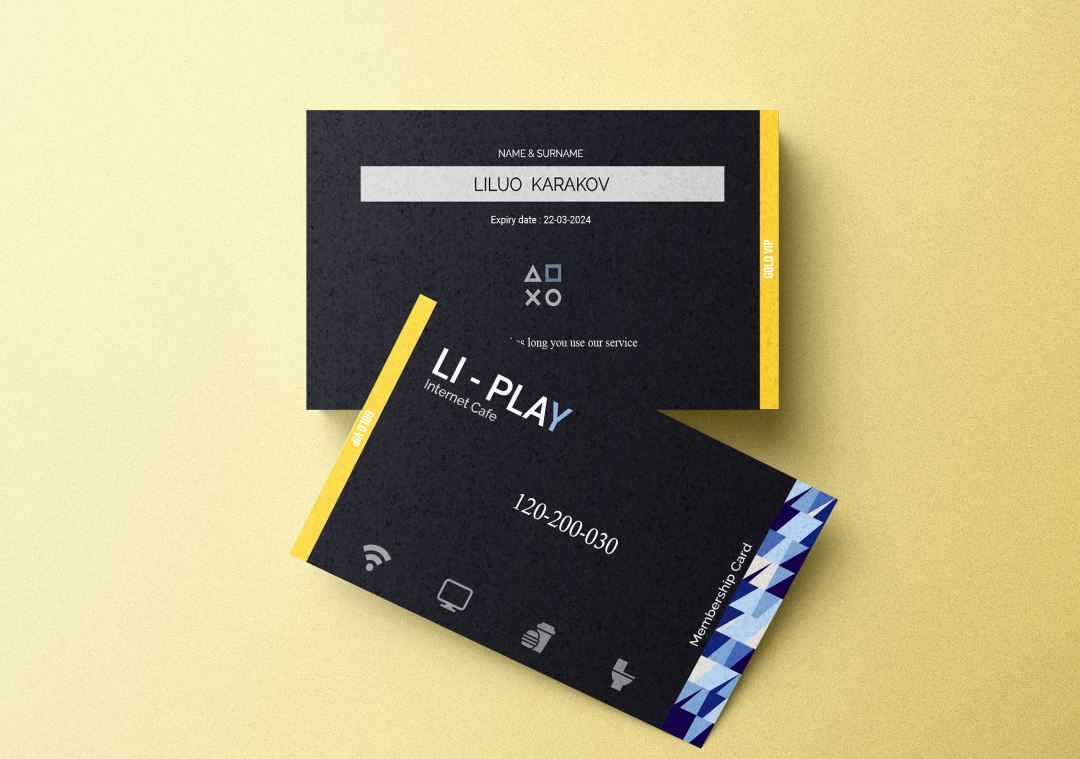 NAME & SURNAME
LILUO KARAKOV
Expiry date : 22-03-2024
GOLD VIP
as long you use our service
LI - PLAY
Internet Cafe
GOLD VIP
120-200-030
Membership Card